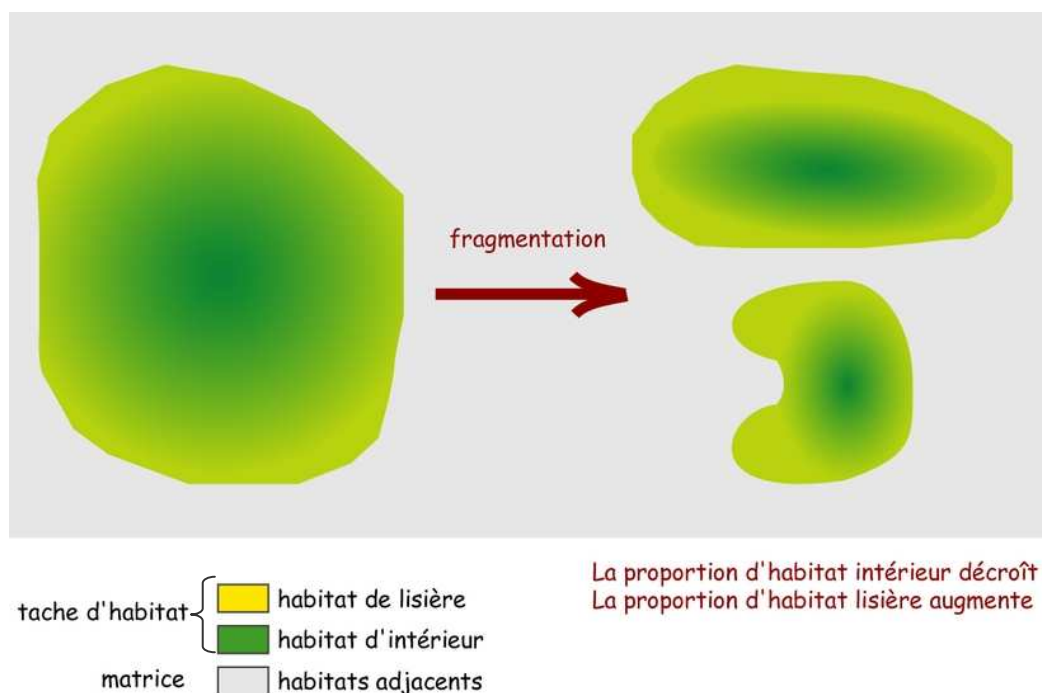 fragmentation
La proportion d'habitat intérieur décroît
La proportion d'habitat lisière augmente
tache d'habitat
habitat de lisière
habitat d'intérieur
matrice
habitats adjacents